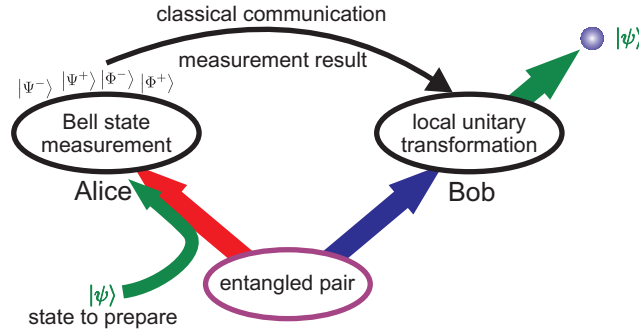 classical communication
measurement result
|ψ⟩
|Ψ⁻⟩ |Ψ⁺⟩ |Φ⁻⟩ |Φ⁺⟩
Bell state
measurement
local unitary
transformation
Alice
Bob
entangled pair
|ψ⟩
state to prepare